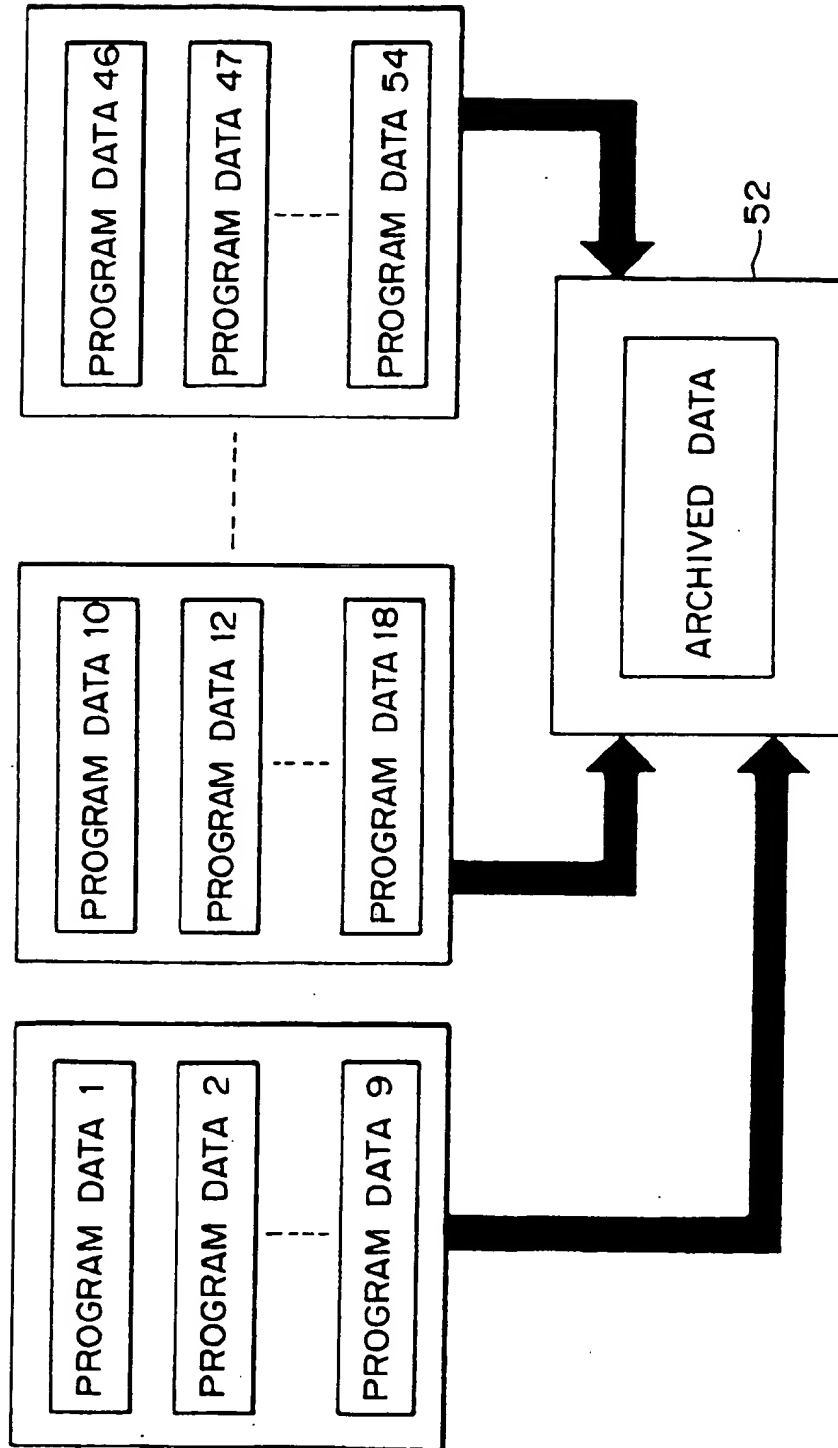 PROGRAM DATA 1
PROGRAM DATA 2
PROGRAM DATA 9
PROGRAM DATA 10
PROGRAM DATA 12
PROGRAM DATA 18
PROGRAM DATA 46
PROGRAM DATA 47
PROGRAM DATA 54
ARCHIVED DATA
52